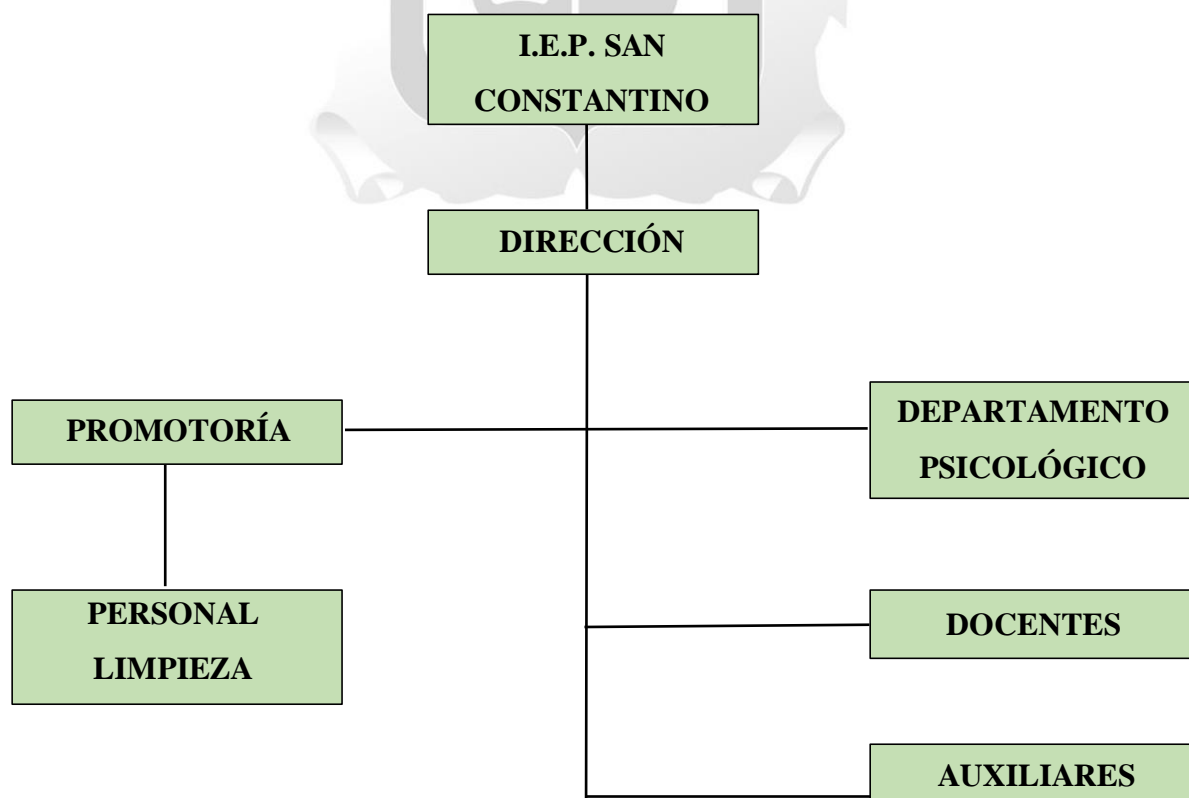 I.E.P. SAN
CONSTANTINO
DIRECCIÓN
PROMOTORÍA
DEPARTAMENTO
PSICOLÓGICO
PERSONAL
LIMPIEZA
DOCENTES
AUXILIARES